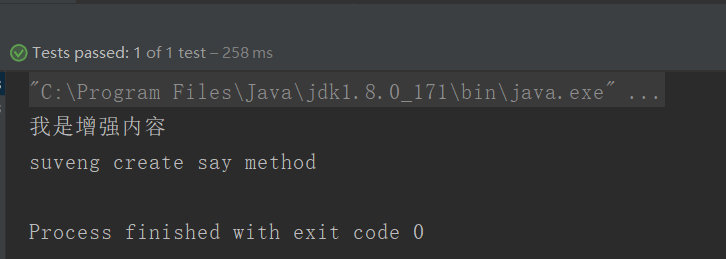 Tests passed: 1 of 1 test – 258 ms
"C:\Program Files\Java\jdk1.8.0_171\bin\java.exe" ...
我是增强内容
suveng create say method
Process finished with exit code 0